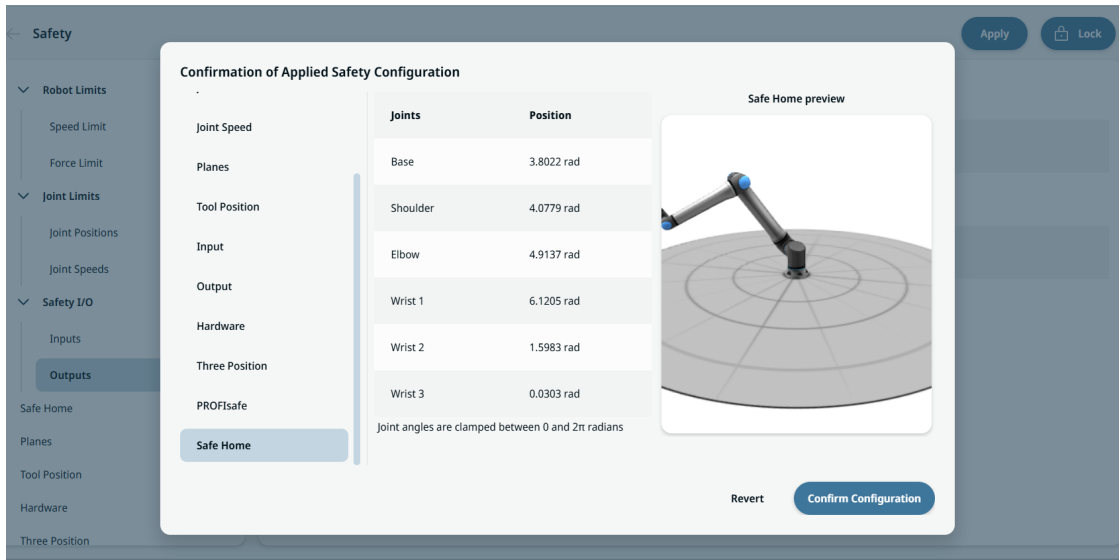 Safety
Apply
Lock
Robot Limits
Speed Limit
Force Limit
Joint Limits
Joint Positions
Joint Speeds
Safety I/O
Inputs
Outputs
Safe Home
Planes
Tool Position
Hardware
Three Position
Confirmation of Applied Safety Configuration
Joint Speed
Planes
Tool Position
Input
Output
Hardware
Three Position
PROFIsafe
Safe Home
Joints Position
Base 3.8022 rad
Shoulder 4.0779 rad
Elbow 4.9137 rad
Wrist 1 6.1205 rad
Wrist 2 1.5983 rad
Wrist 3 0.0303 rad
Joint angles are clamped between 0 and 2π radians
Safe Home preview
Revert
Confirm Configuration